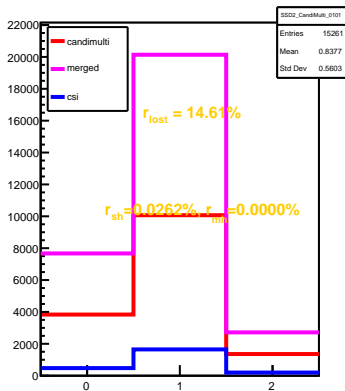 SSD2_CandiMulti_0101
Entries 15261
Mean 0.8377
Std Dev 0.5603
candimulti
merged
csi
r_lost = 14.61%
r_sh=0.0262%, =0.0000%
22000
20000
18000
16000
14000
12000
10000
8000
6000
4000
2000
0
0 1 2